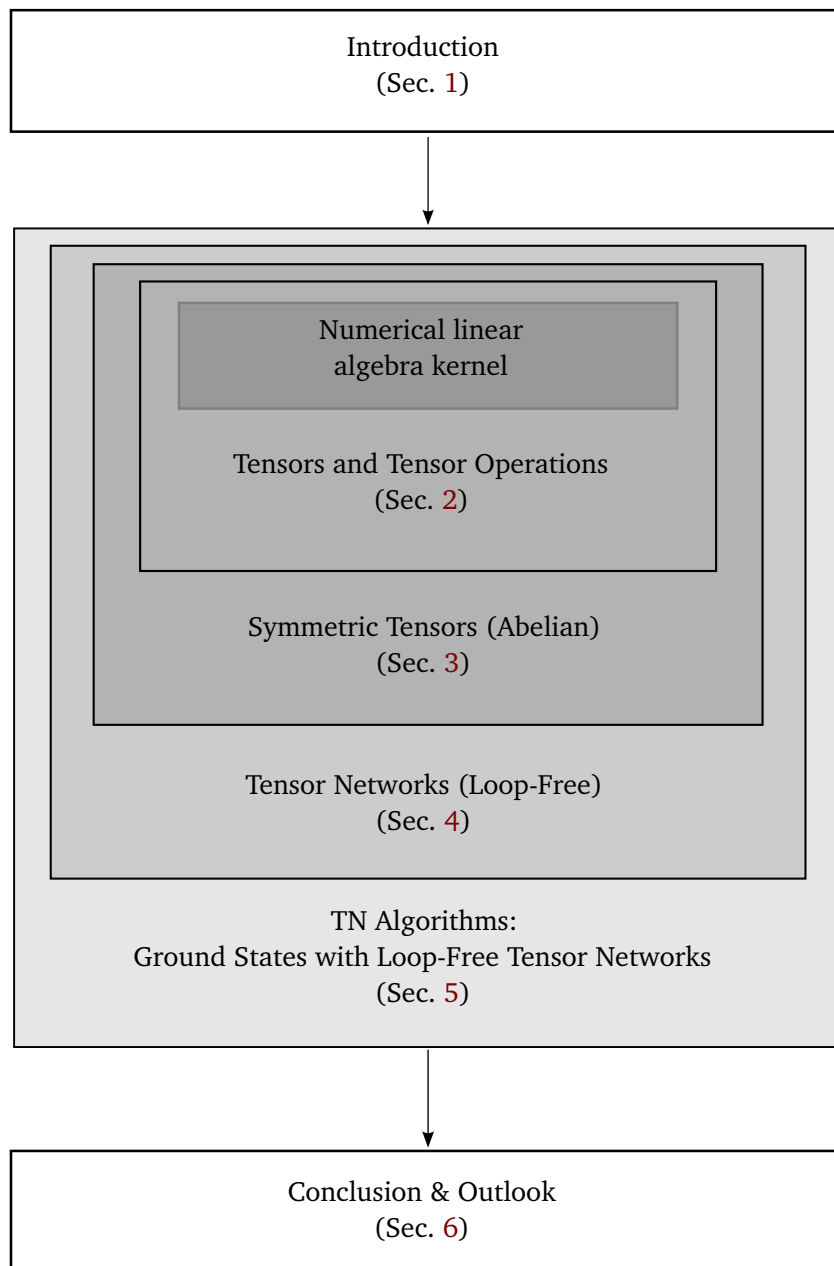 Introduction
(Sec. 1)
Numerical linear
algebra kernel
Tensors and Tensor Operations
(Sec. 2)
Symmetric Tensors (Abelian)
(Sec. 3)
Tensor Networks (Loop-Free)
(Sec. 4)
TN Algorithms:
Ground States with Loop-Free Tensor Networks
(Sec. 5)
Conclusion & Outlook
(Sec. 6)